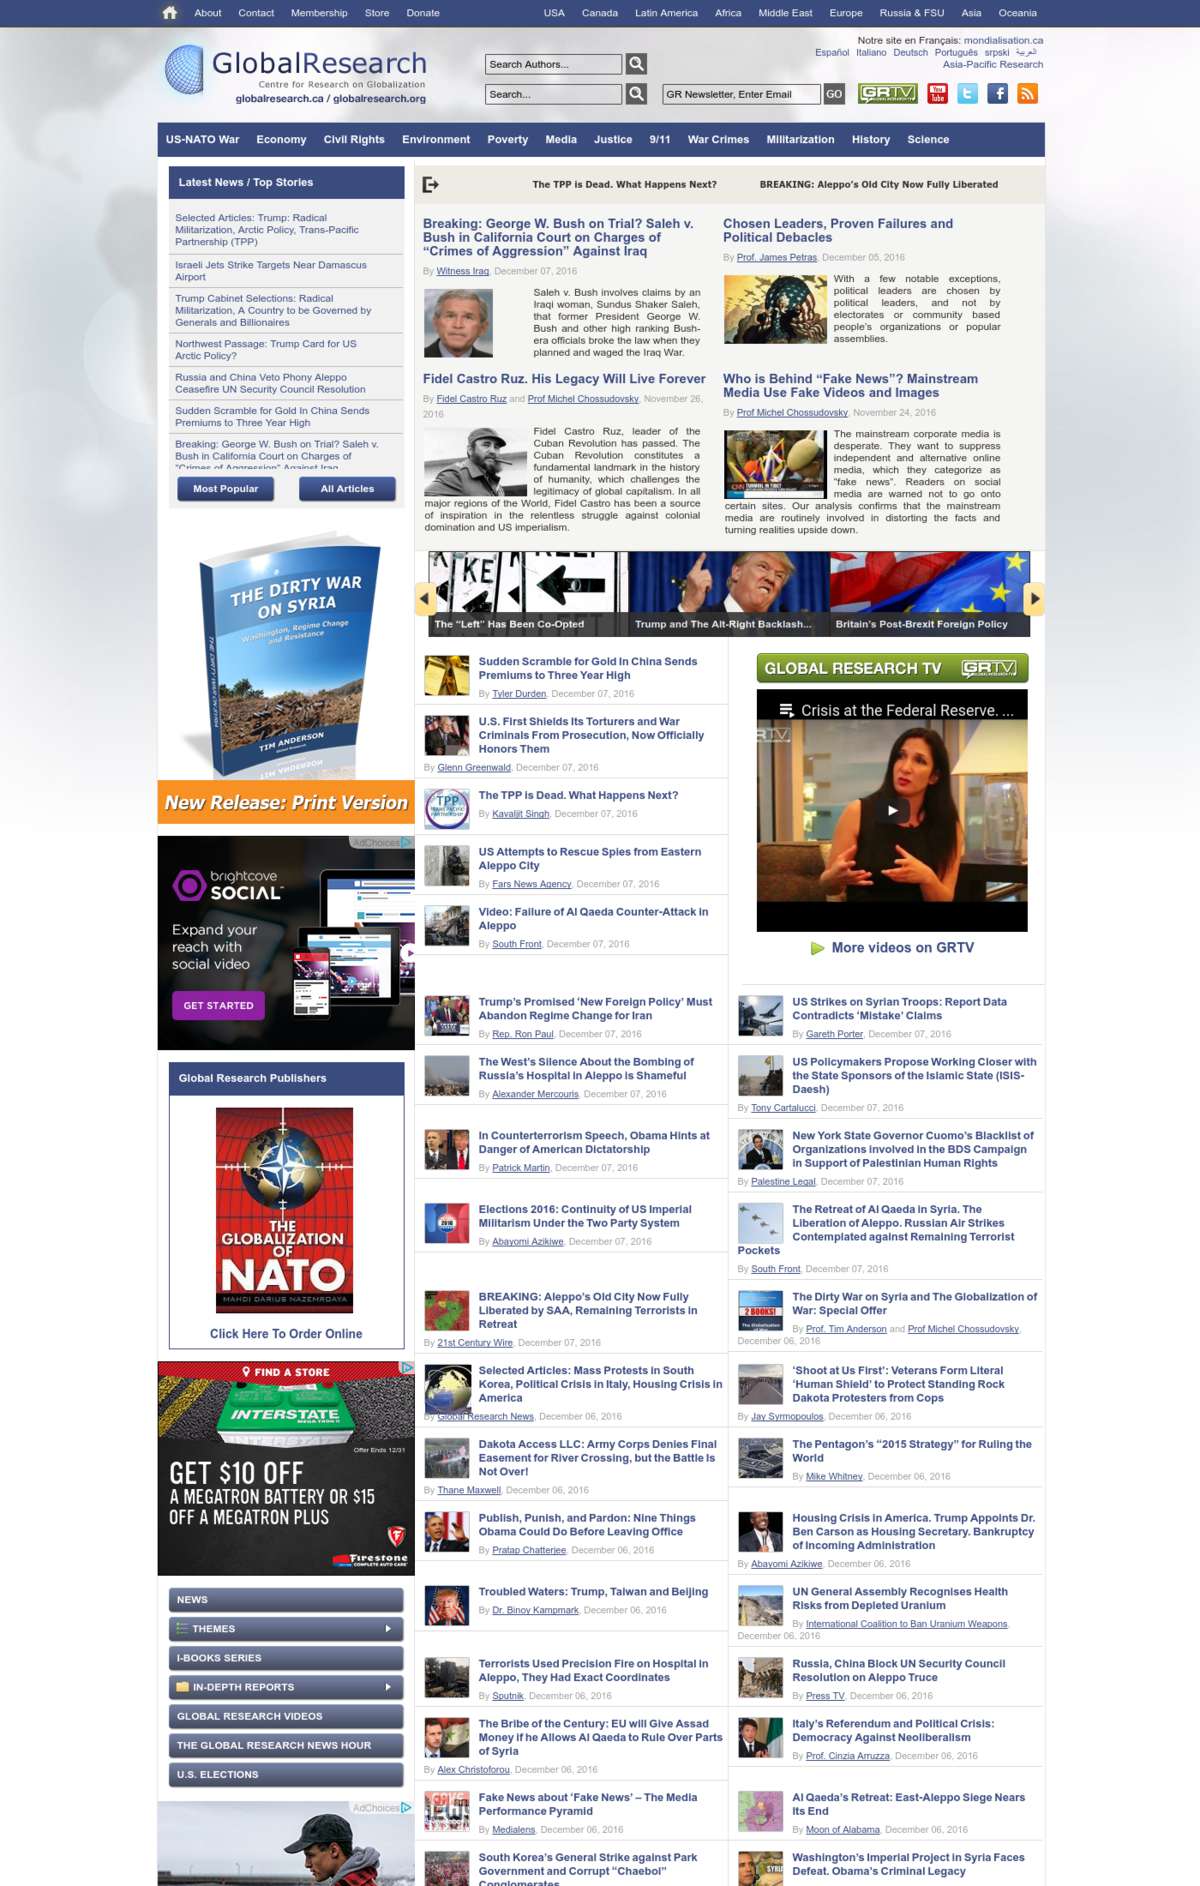 About Contact Membership Store Donate USA Canada Latin America Africa Middle East Europe Russia & FSU Asia Oceania
Notre site en Français: mondialisation.ca
Español Italiano Deutsch Português srpski العربية
Asia-Pacific Research
GlobalResearch
Centre for Research on Globalization
globalresearch.ca / globalresearch.org
Search Authors...
Search...
GR Newsletter, Enter Email GO
GRTV
You Tube
US-NATO War Economy Civil Rights Environment Poverty Media Justice 9/11 War Crimes Militarization History Science
Latest News / Top Stories
Selected Articles: Trump: Radical
Militarization, Arctic Policy, Trans-Pacific
Partnership (TPP)
Israeli Jets Strike Targets Near Damascus
Airport
Trump Cabinet Selections: Radical
Militarization, A Country to be Governed by
Generals and Billionaires
Northwest Passage: Trump Card for US
Arctic Policy?
Russia and China Veto Phony Aleppo
Ceasefire UN Security Council Resolution
Sudden Scramble for Gold In China Sends
Premiums to Three Year High
Breaking: George W. Bush on Trial? Saleh v.
Bush in California Court on Charges of
"Crimes of Aggression" Against Iraq
Most Popular All Articles
THE DIRTY WAR
ON SYRIA
Washington, Regime Change
and Resistance
TIM ANDERSON
New Release: Print Version
AdChoices
brightcove
SOCIAL
Expand your
reach with
social video
GET STARTED
Global Research Publishers
THE
GLOBALIZATION
OF
NATO
MAHDI DARIUS NAZEMROAYA
Click Here To Order Online
FIND A STORE
INTERSTATE
Offer Ends 12/31
GET $10 OFF
A MEGATRON BATTERY OR $15
OFF A MEGATRON PLUS
Firestone
COMPLETE AUTO CARE
NEWS
THEMES
I-BOOKS SERIES
IN-DEPTH REPORTS
GLOBAL RESEARCH VIDEOS
THE GLOBAL RESEARCH NEWS HOUR
U.S. ELECTIONS
AdChoices
The TPP is Dead. What Happens Next? BREAKING: Aleppo's Old City Now Fully Liberated
Breaking: George W. Bush on Trial? Saleh v.
Bush in California Court on Charges of
“Crimes of Aggression” Against Iraq
By Witness Iraq, December 07, 2016
Saleh v. Bush involves claims by an
Iraqi woman, Sundus Shaker Saleh,
that former President George W.
Bush and other high ranking Bush-
era officials broke the law when they
planned and waged the Iraq War.
Chosen Leaders, Proven Failures and
Political Debacles
By Prof. James Petras, December 05, 2016
With a few notable exceptions,
political leaders are chosen by
political leaders, and not by
electorates or community based
people's organizations or popular
assemblies.
Fidel Castro Ruz. His Legacy Will Live Forever
By Fidel Castro Ruz and Prof Michel Chossudovsky, November 26,
2016
Fidel Castro Ruz, leader of the
Cuban Revolution has passed. The
Cuban Revolution constitutes a
fundamental landmark in the history
of humanity, which challenges the
legitimacy of global capitalism. In all
major regions of the World, Fidel Castro has been a source
of inspiration in the relentless struggle against colonial
domination and US imperialism.
Who is Behind “Fake News”? Mainstream
Media Use Fake Videos and Images
By Prof Michel Chossudovsky, November 24, 2016
The mainstream corporate media is
desperate. They want to suppress
independent and alternative online
media, which they categorize as
“fake news”. Readers on social
media are warned not to go onto
certain sites. Our analysis confirms that the mainstream
media are routinely involved in distorting the facts and
turning realities upside down.
The “Left” Has Been Co-Opted
Trump and The Alt-Right Backlash...
Britain's Post-Brexit Foreign Policy
Sudden Scramble for Gold In China Sends
Premiums to Three Year High
By Tyler Durden, December 07, 2016
U.S. First Shields Its Torturers and War
Criminals From Prosecution, Now Officially
Honors Them
By Glenn Greenwald, December 07, 2016
TPP
The TPP is Dead. What Happens Next?
By Kavaljit Singh, December 07, 2016
US Attempts to Rescue Spies from Eastern
Aleppo City
By Fars News Agency, December 07, 2016
Video: Failure of Al Qaeda Counter-Attack in
Aleppo
By South Front, December 07, 2016
GLOBAL RESEARCH TV GRTV
Crisis at the Federal Reserve. ...
More videos on GRTV
Trump's Promised ‘New Foreign Policy’ Must
Abandon Regime Change for Iran
By Rep. Ron Paul, December 07, 2016
The West's Silence About the Bombing of
Russia's Hospital in Aleppo is Shameful
By Alexander Mercouris, December 07, 2016
In Counterterrorism Speech, Obama Hints at
Danger of American Dictatorship
By Patrick Martin, December 07, 2016
Elections 2016: Continuity of US Imperial
Militarism Under the Two Party System
By Abayomi Azikiwe, December 07, 2016
BREAKING: Aleppo's Old City Now Fully
Liberated by SAA, Remaining Terrorists in
Retreat
By 21st Century Wire, December 07, 2016
Selected Articles: Mass Protests in South
Korea, Political Crisis in Italy, Housing Crisis in
America
By Global Research News, December 06, 2016
Dakota Access LLC: Army Corps Denies Final
Easement for River Crossing, but the Battle Is
Not Over!
By Thane Maxwell, December 06, 2016
Publish, Punish, and Pardon: Nine Things
Obama Could Do Before Leaving Office
By Pratap Chatterjee, December 06, 2016
Troubled Waters: Trump, Taiwan and Beijing
By Dr. Binoy Kampmark, December 06, 2016
Terrorists Used Precision Fire on Hospital in
Aleppo, They Had Exact Coordinates
By Sputnik, December 06, 2016
The Bribe of the Century: EU will Give Assad
Money if he Allows Al Qaeda to Rule Over Parts
of Syria
By Alex Christoforou, December 06, 2016
Fake News about ‘Fake News’ – The Media
Performance Pyramid
By Medialens, December 06, 2016
South Korea's General Strike against Park
Government and Corrupt “Chaebol”
Conglomerates
US Strikes on Syrian Troops: Report Data
Contradicts ‘Mistake’ Claims
By Gareth Porter, December 07, 2016
US Policymakers Propose Working Closer with
the State Sponsors of the Islamic State (ISIS-
Daesh)
By Tony Cartalucci, December 07, 2016
New York State Governor Cuomo's Blacklist of
Organizations involved in the BDS Campaign
in Support of Palestinian Human Rights
By Palestine Legal, December 07, 2016
The Retreat of Al Qaeda in Syria. The
Liberation of Aleppo. Russian Air Strikes
Contemplated against Remaining Terrorist
Pockets
By South Front, December 07, 2016
2 BOOKS!
The Dirty War on Syria and The Globalization of
War: Special Offer
By Prof. Tim Anderson and Prof Michel Chossudovsky,
December 06, 2016
‘Shoot at Us First’: Veterans Form Literal
‘Human Shield’ to Protect Standing Rock
Dakota Protesters from Cops
By Jay Syrmopoulos, December 06, 2016
The Pentagon's “2015 Strategy” for Ruling the
World
By Mike Whitney, December 06, 2016
Housing Crisis in America. Trump Appoints Dr.
Ben Carson as Housing Secretary. Bankruptcy
of Incoming Administration
By Abayomi Azikiwe, December 06, 2016
UN General Assembly Recognises Health
Risks from Depleted Uranium
By International Coalition to Ban Uranium Weapons,
December 06, 2016
Russia, China Block UN Security Council
Resolution on Aleppo Truce
By Press TV, December 06, 2016
Italy's Referendum and Political Crisis:
Democracy Against Neoliberalism
By Prof. Cinzia Arruzza, December 06, 2016
Al Qaeda's Retreat: East-Aleppo Siege Nears
Its End
By Moon of Alabama, December 06, 2016
Washington's Imperial Project in Syria Faces
Defeat. Obama's Criminal Legacy